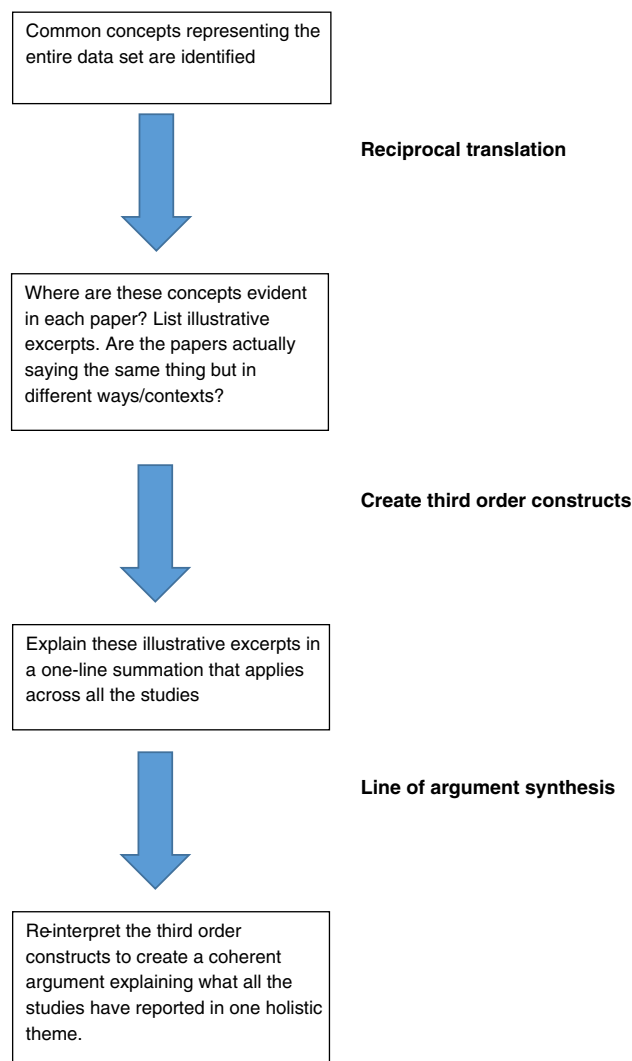 Common concepts representing the
entire data set are identified
Reciprocal translation
Where are these concepts evident
in each paper? List illustrative
excerpts. Are the papers actually
saying the same thing but in
different ways/contexts?
Create third order constructs
Explain these illustrative excerpts in
a one-line summation that applies
across all the studies
Line of argument synthesis
Re-interpret the third order
constructs to create a coherent
argument explaining what all the
studies have reported in one holistic
theme.